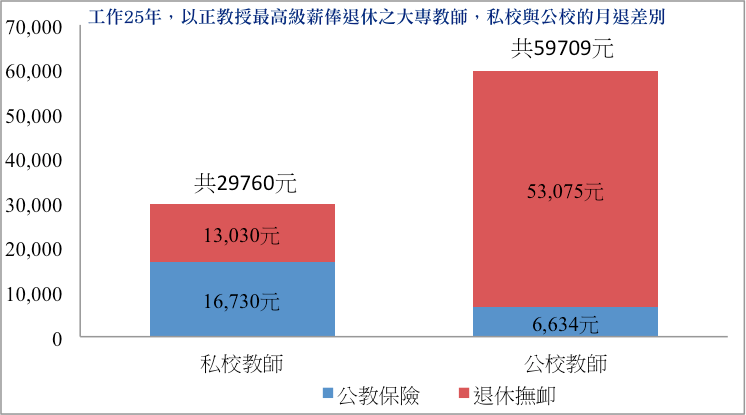 工作25年，以正教授最高級薪俸退休之大專教師，私校與公校的月退差別
70,000
60,000
50,000
40,000
30,000
20,000
10,000
0
共29760元
13,030元
16,730元
共59709元
53,075元
6,634元
私校教師
公校教師
公教保險
退休撫卹